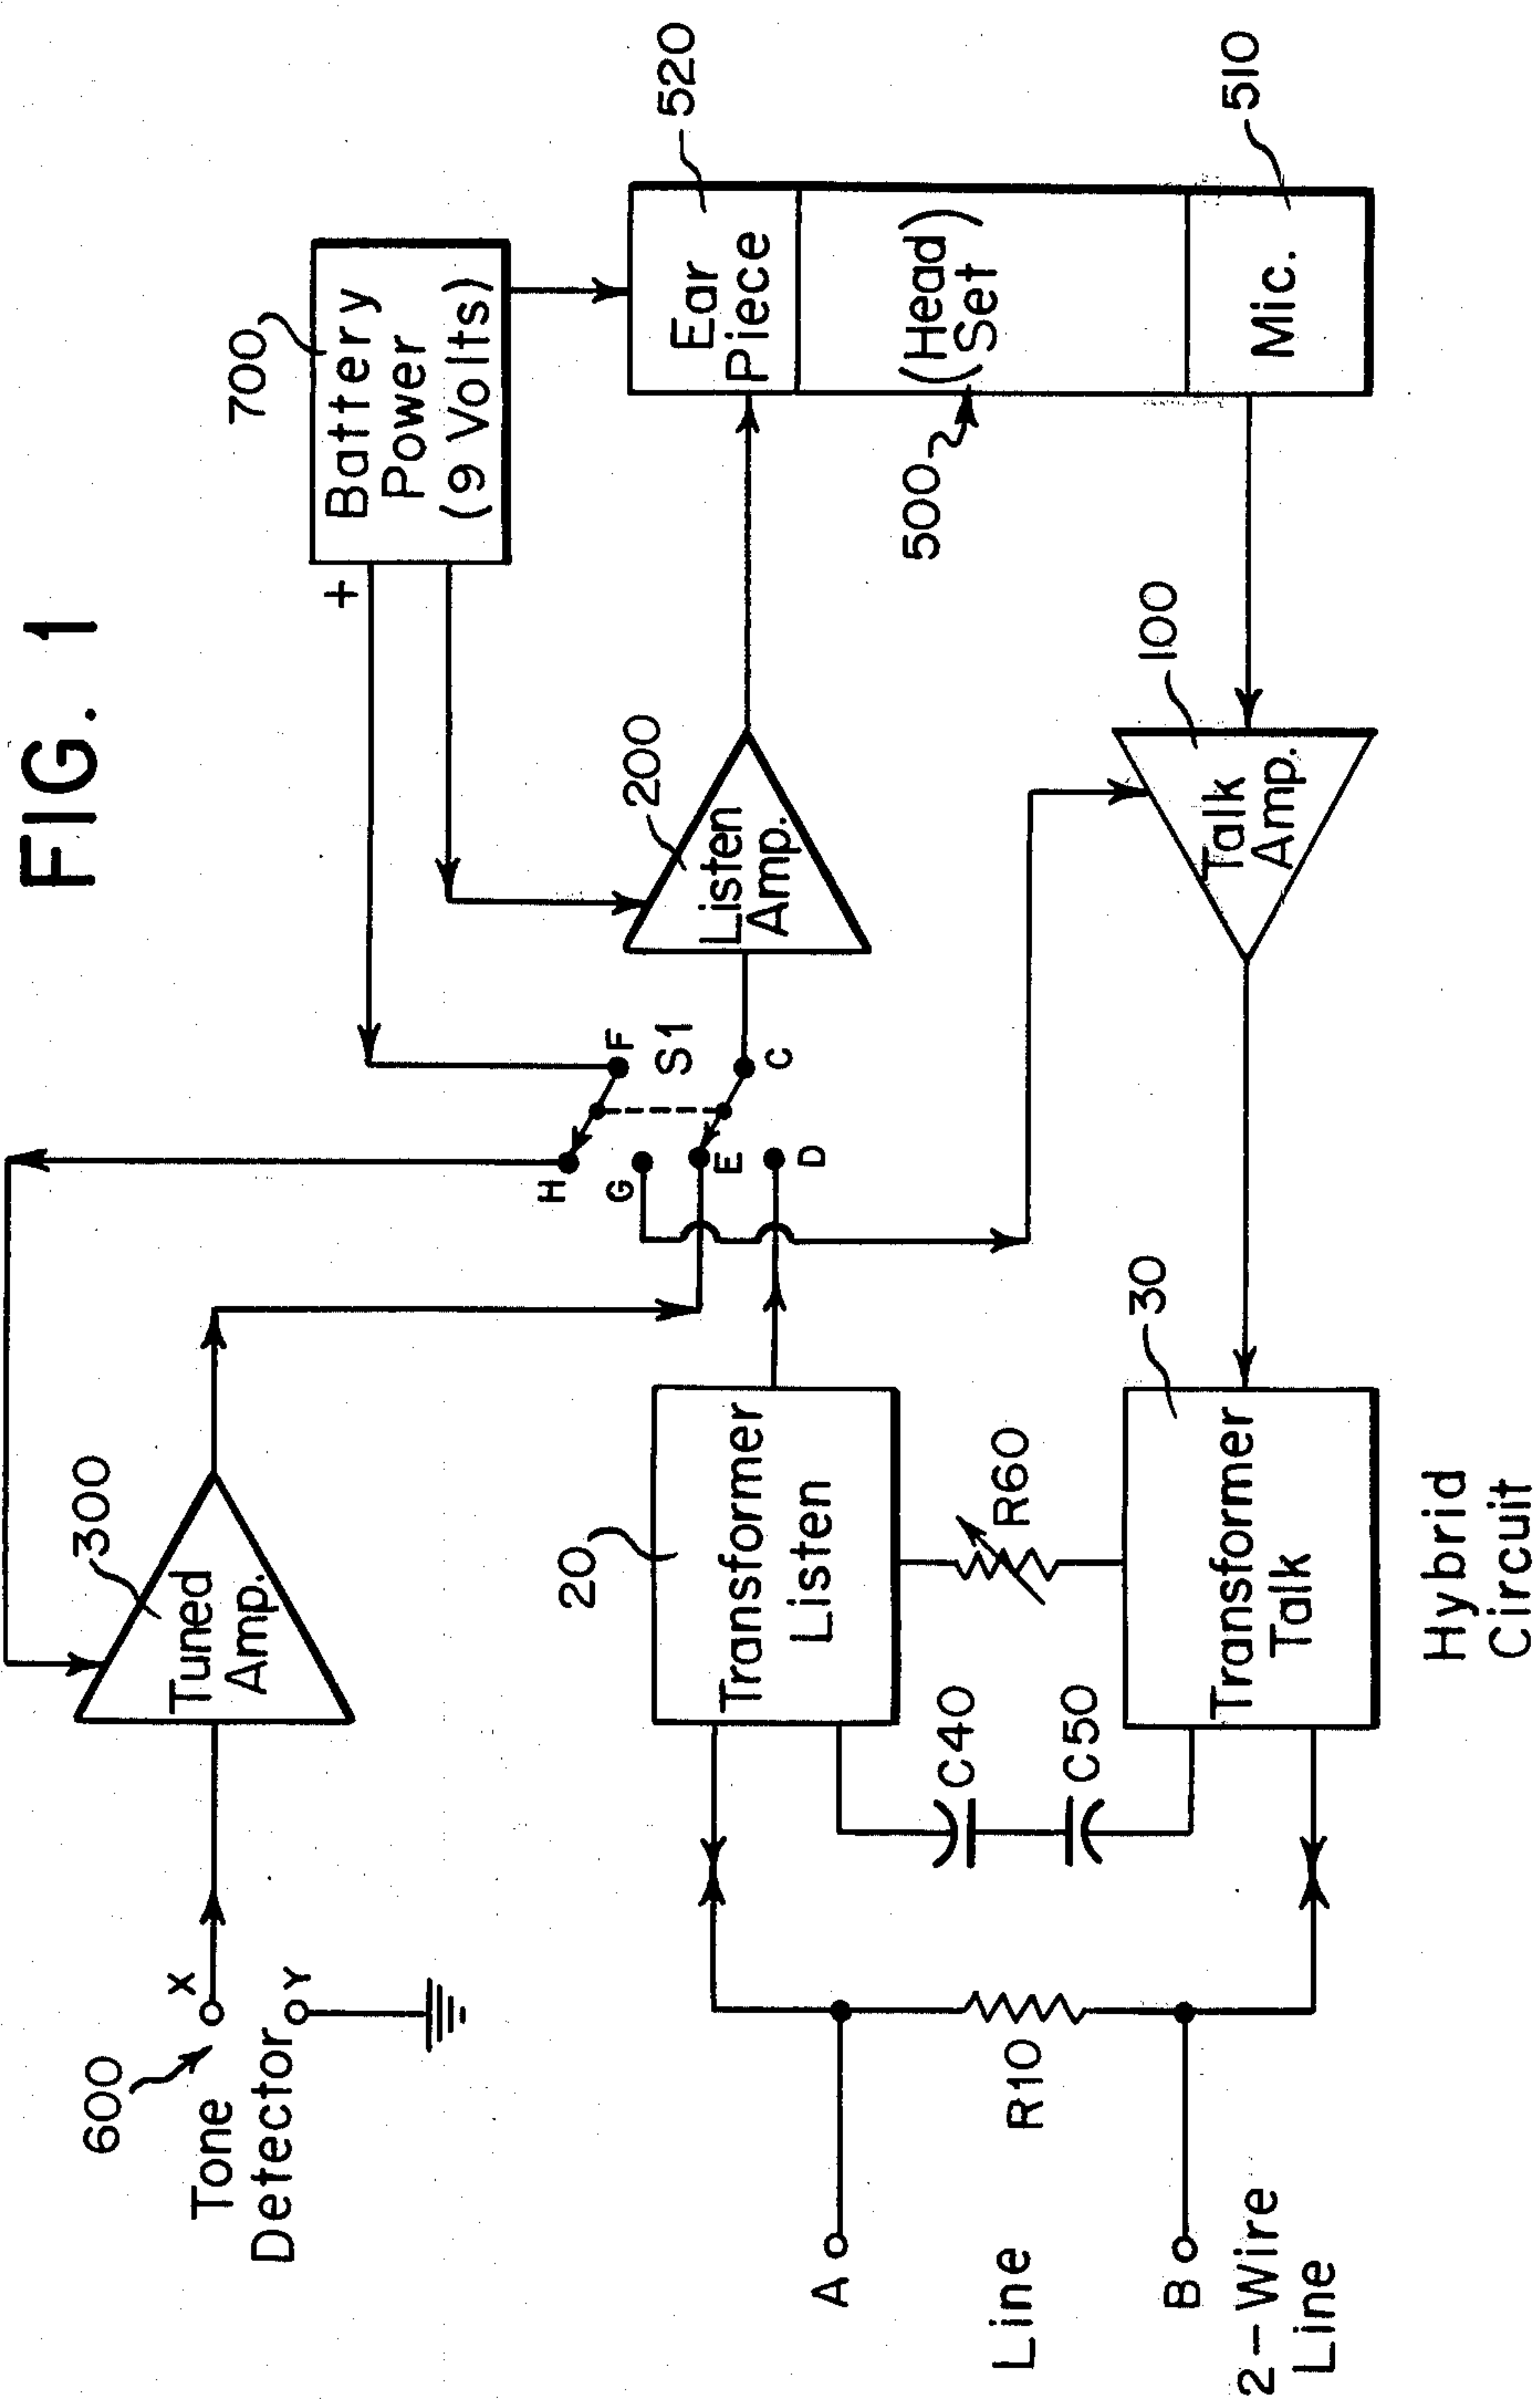 FIG. 1
600
Tone
Detector
X
Y
300
Tuned
Amp.
700
Battery
Power
(9 Volts)
+
H
F
G
S1
E
C
D
200
Listen
Amp.
520
Ear
Piece
500
(Head)
(Set)
510
Mic.
100
Talk
Amp.
20
Transformer
Listen
R60
30
Transformer
Talk
C40
C50
R10
A
Line
B
2-Wire
Line
Hybrid
Circuit